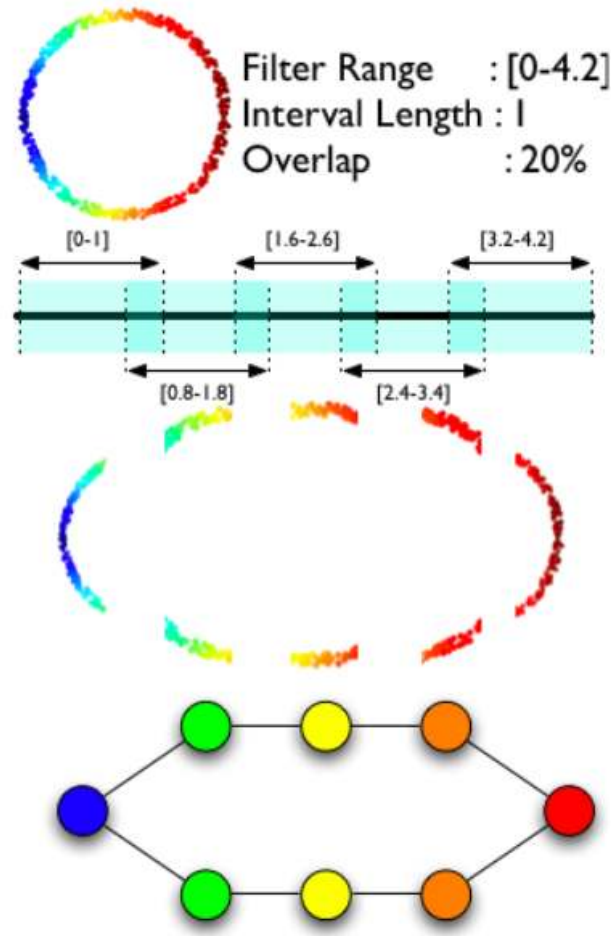 Filter Range : [0-4.2]
Interval Length : 1
Overlap : 20%
[0-1] [1.6-2.6] [3.2-4.2]
[0.8-1.8] [2.4-3.4]